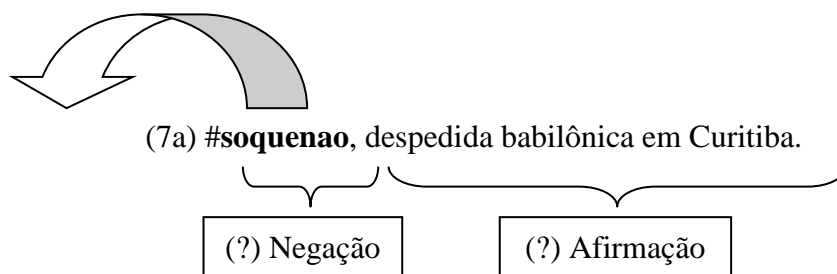 (7a) #soquenao, despedida babilônica em Curitiba.
(?) Negação (?) Afirmação